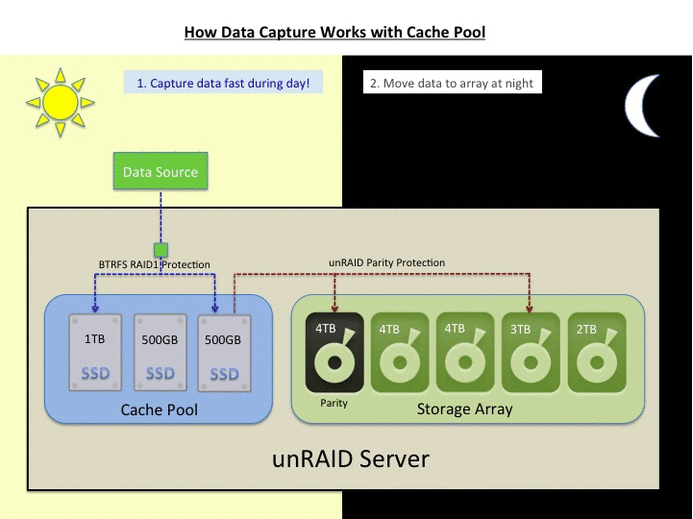 How Data Capture Works with Cache Pool
1. Capture data fast during day!
2. Move data to array at night
Data Source
BTRFS RAID1 Protection
unRAID Parity Protection
1TB
SSD
500GB
SSD
500GB
SSD
Cache Pool
4TB
4TB
4TB
3TB
2TB
Parity
Storage Array
unRAID Server